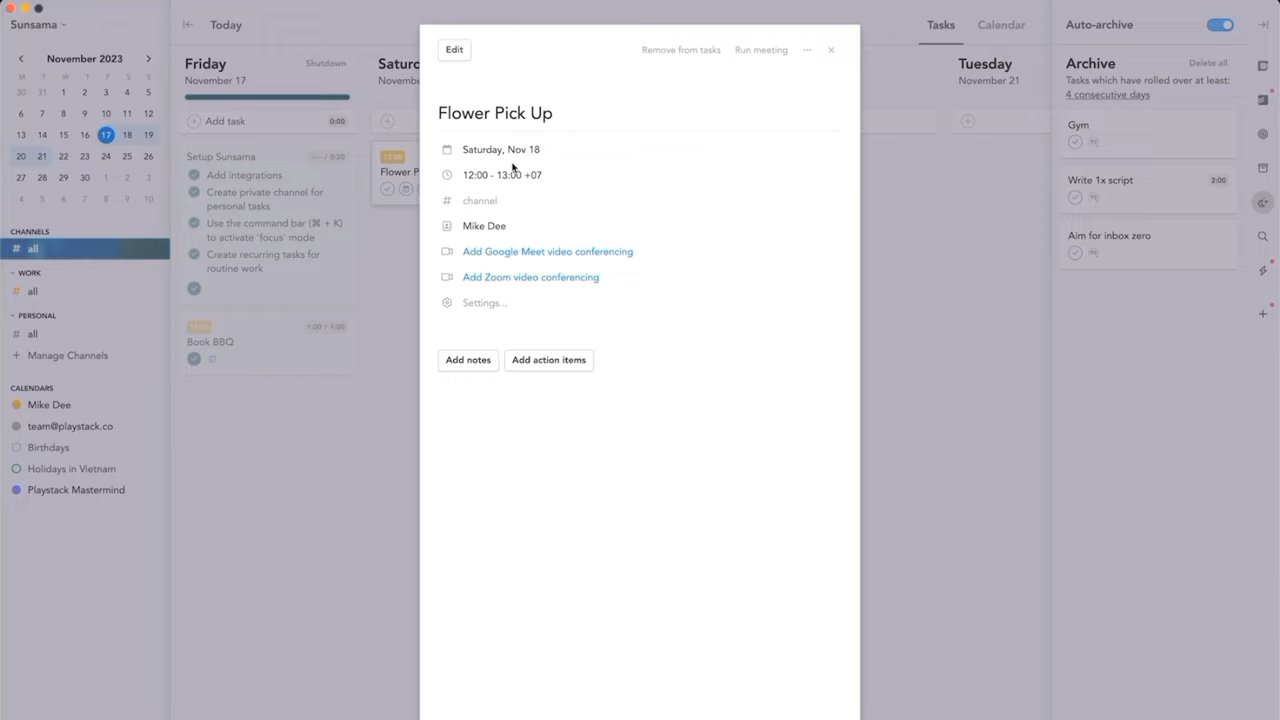 Sunsama
November 2023
M T W T F S S
30 31 1 2 3 4 5
6 7 8 9 10 11 12
13 14 15 16 17 18 19
20 21 22 23 24 25 26
27 28 29 30 1 2 3
4 5 6 7 8 9 10
CHANNELS
# all
WORK
# all
PERSONAL
# all
+ Manage Channels
CALENDARS
Mike Dee
team@playstack.co
Birthdays
Holidays in Vietnam
Playstack Mastermind
Today
Friday
Shutdown
November 17
Add task
0:00
Setup Sunsama
0:20
Add integrations
Create private channel for
personal tasks
Use the command bar (⌘ + K)
to activate 'focus' mode
Create recurring tasks for
routine work
1:00 / 1:00
Book BBQ
Saturd
Novembe
12:00
Flower P
Edit
Remove from tasks
Run meeting
Flower Pick Up
Saturday, Nov 18
12:00 - 13:00 +07
# channel
Mike Dee
Add Google Meet video conferencing
Add Zoom video conferencing
Settings...
Add notes
Add action items
Tasks
Calendar
Tuesday
November 21
Auto-archive
Archive
Delete all
Tasks which have rolled over at least:
4 consecutive days
Gym
Write 1x script
2:00
Aim for inbox zero